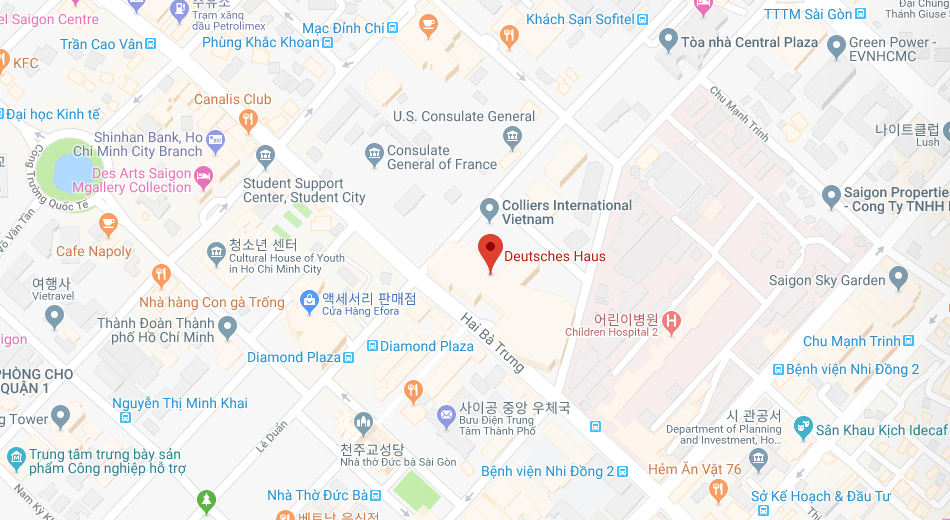 el Saigon Centre
주유소
Trạm xăng
dầu Petrolimex
Trần Cao Vân
Phùng Khắc Khoan
Mạc Đĩnh Chi
Khách Sạn Sofitel
TTTM Sài Gòn
Thánh Giuse
KFC
Tòa nhà Central Plaza
Green Power -
EVNHCMC
Đại học Kinh tế
Canalis Club
Chu Mạnh Trinh
U.S. Consulate General
Shinhan Bank, Ho
Chi Minh City Branch
나이트클럽
Lush
Consulate
General of France
Công Trường Quốc Tế
Des Arts Saigon
Mgallery Collection
Student Support
Center, Student City
Colliers International
Vietnam
Saigon Propertie
- Cong Ty TNHH
Võ Văn Tần
Cafe Napoly
청소년 센터
Cultural House of Youth
in Ho Chi Minh City
Deutsches Haus
여행사
Vietravel
Nhà hàng Con gà Trống
액세서리 판매점
Cửa Hàng Efora
Saigon Sky Garden
Thành Đoàn Thành
phố Hồ Chí Minh
Hai Bà Trưng
어린이병원
Children Hospital 2
aigon
Diamond Plaza
Diamond Plaza
Chu Mạnh Trinh
Bệnh viện Nhi Đồng 2
PHÒNG CHO
QUẬN 1
Nguyễn Thị Minh Khai
g Tower
Lê Duẩn
사이공 중앙 우체국
Bưu Điện Trung
Tâm Thành Phố
시 관공서
Department of Planning
and Investment, Ho...
Sân Khấu Kịch Idecaf
천주교성당
Nhà thờ Đức bà Sài Gòn
Trung tâm trưng bày sản
phẩm Công nghiệp hỗ trợ
Bệnh viện Nhi Đồng 2
Hẻm Ăn Vặt 76
Nam Kỳ K
Nhà Thờ Đức Bà
Sở Kế Hoạch & Đầu Tư
베트남 음식점